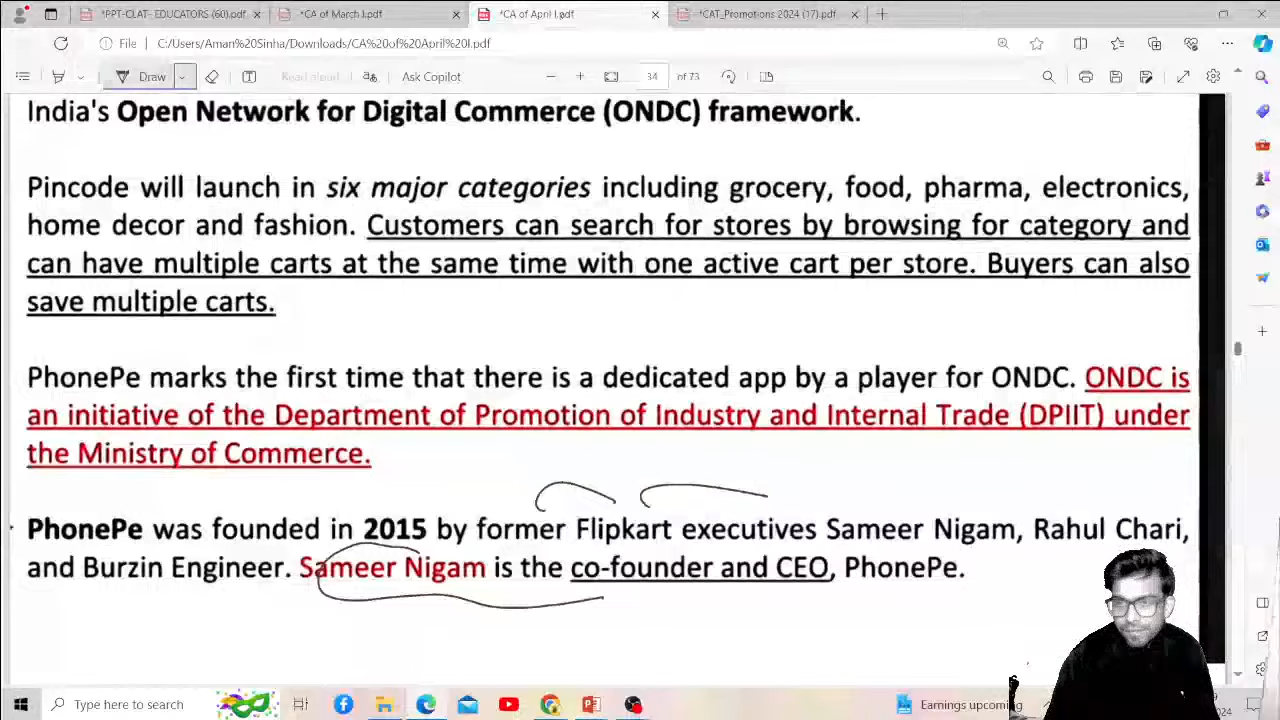 *PPT-CLAT- EDUCATORS (60).pdf
*CA of March I.pdf
*CA of April I.pdf
*CAT_Promotions 2024 (17).pdf
File
C:/Users/Aman%20Sinha/Downloads/CA%20of%20April%20I.pdf
Draw
Read aloud
Ask Copilot
34
of 73
India's Open Network for Digital Commerce (ONDC) framework.
Pincode will launch in six major categories including grocery, food, pharma, electronics,
home decor and fashion. Customers can search for stores by browsing for category and
can have multiple carts at the same time with one active cart per store. Buyers can also
save multiple carts.
PhonePe marks the first time that there is a dedicated app by a player for ONDC. ONDC is
an initiative of the Department of Promotion of Industry and Internal Trade (DPIIT) under
the Ministry of Commerce.
PhonePe was founded in 2015 by former Flipkart executives Sameer Nigam, Rahul Chari,
and Burzin Engineer. Sameer Nigam is the co-founder and CEO, PhonePe.
Type here to search
Earnings upcoming